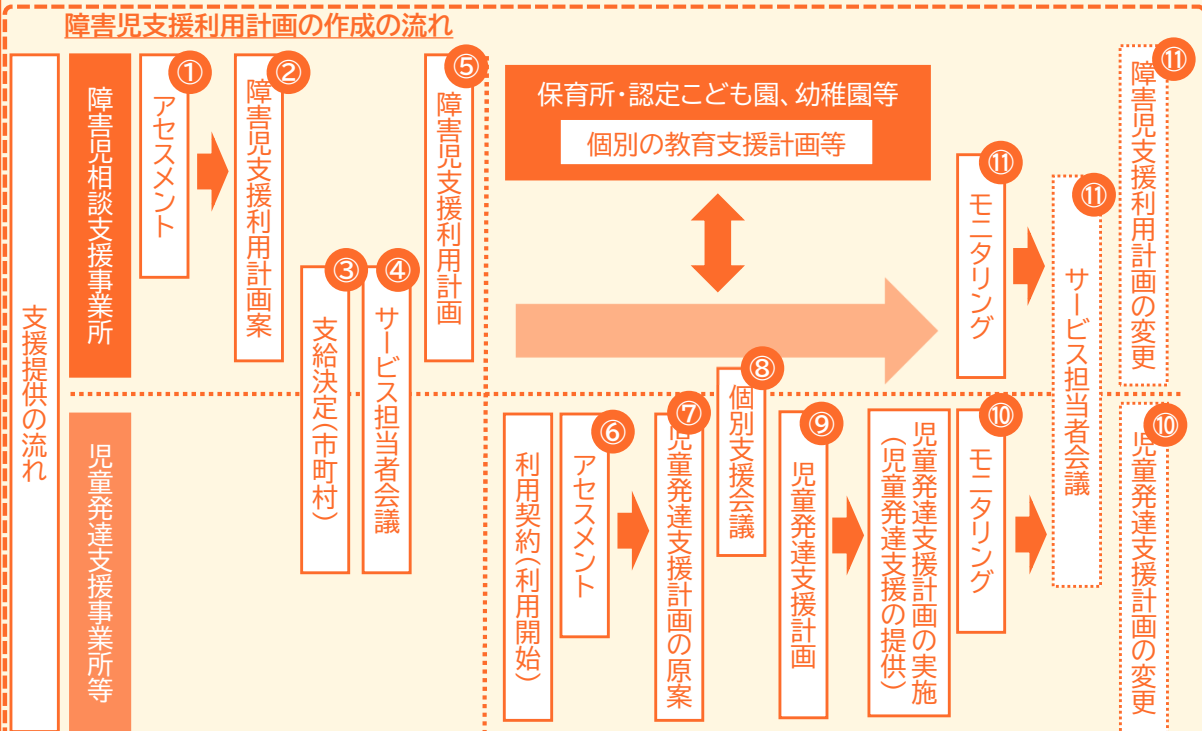 障害児支援利用計画の作成の流れ
支援提供の流れ
障害児相談支援事業所
①
アセスメント
②
障害児支援利用計画案
③
支給決定(市町村)
④
サービス担当者会議
⑤
障害児支援利用計画
保育所・認定こども園、幼稚園等
個別の教育支援計画等
⑪
モニタリング
⑪
サービス担当者会議
⑪
障害児支援利用計画の変更
児童発達支援事業所等
利用契約(利用開始)
⑥
アセスメント
⑦
児童発達支援計画の原案
⑧
個別支援会議
⑨
児童発達支援計画
児童発達支援計画の実施
(児童発達支援の提供)
⑩
モニタリング
⑩
児童発達支援計画の変更